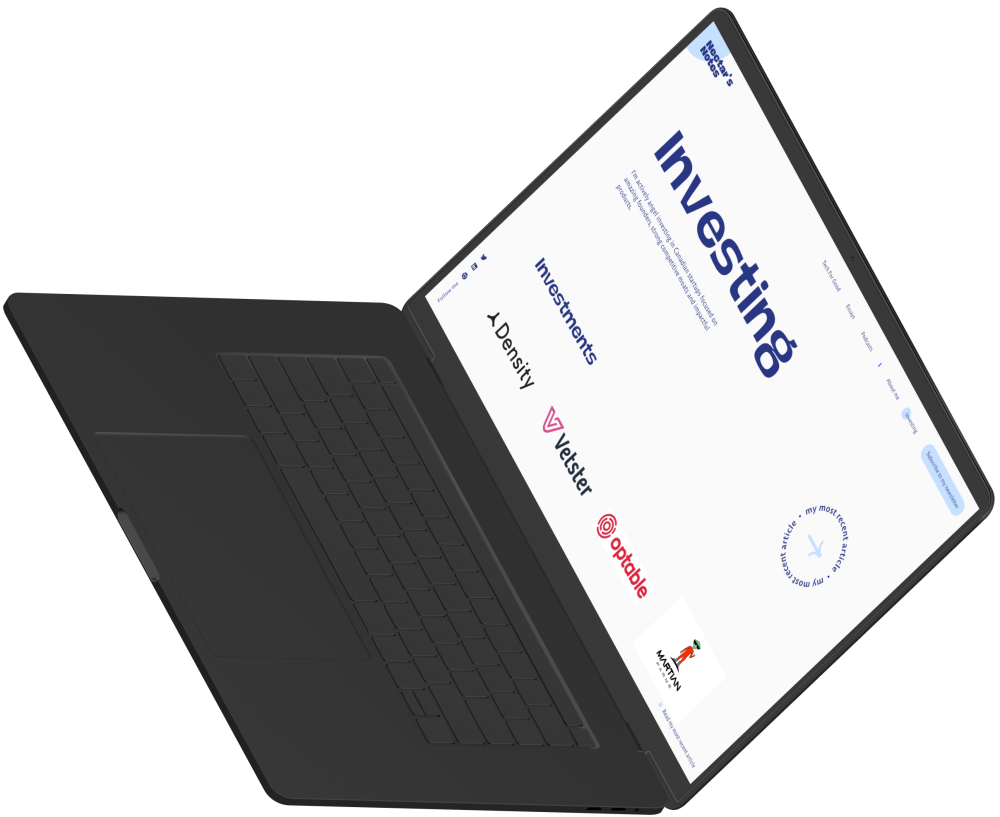 Nectar's
Notes
Tech For Good
Essays
Podcasts
About me
Investing
Subscribe to my newsletter
Investing
I'm actively angel investing in Canadian startups focused on
amazing founders, strong competitive moats and impactful
products.
my most recent article • my most recent article •
Investments
Density
Vetster
optable
MARTIAN
FARMS
Follow me
Read my most recent article